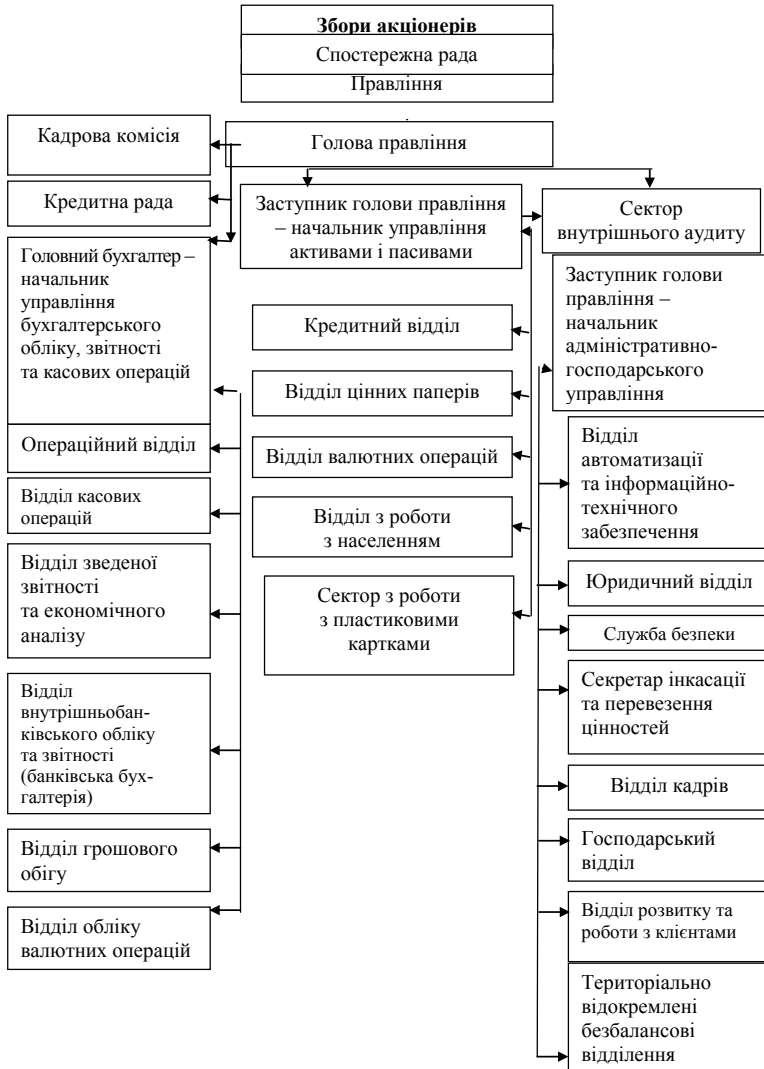 Збори акціонерів
Спостережна рада
Правління
Голова правління
Кадрова комісія
Кредитна рада
Головний бухгалтер –
начальник
управління
бухгалтерського
обліку, звітності
та касових операцій
Операційний відділ
Відділ касових
операцій
Відділ зведеної
звітності
та економічного
аналізу
Відділ
внутрішньобан-
ківського обліку
та звітності
(банківська бух-
галтерія)
Відділ грошового
обігу
Відділ обліку
валютних операцій
Заступник голови правління
– начальник управління
активами і пасивами
Кредитний відділ
Відділ цінних паперів
Відділ валютних операцій
Відділ з роботи
з населенням
Сектор з роботи
з пластиковими
картками
Сектор
внутрішнього аудиту
Заступник голови
правління –
начальник
адміністративно-
господарського
управління
Відділ
автоматизації
та інформаційно-
технічного
забезпечення
Юридичний відділ
Служба безпеки
Секретар інкасації
та перевезення
цінностей
Відділ кадрів
Господарський
відділ
Відділ розвитку та
роботи з клієнтами
Територіально
відокремлені
безбалансові
відділення